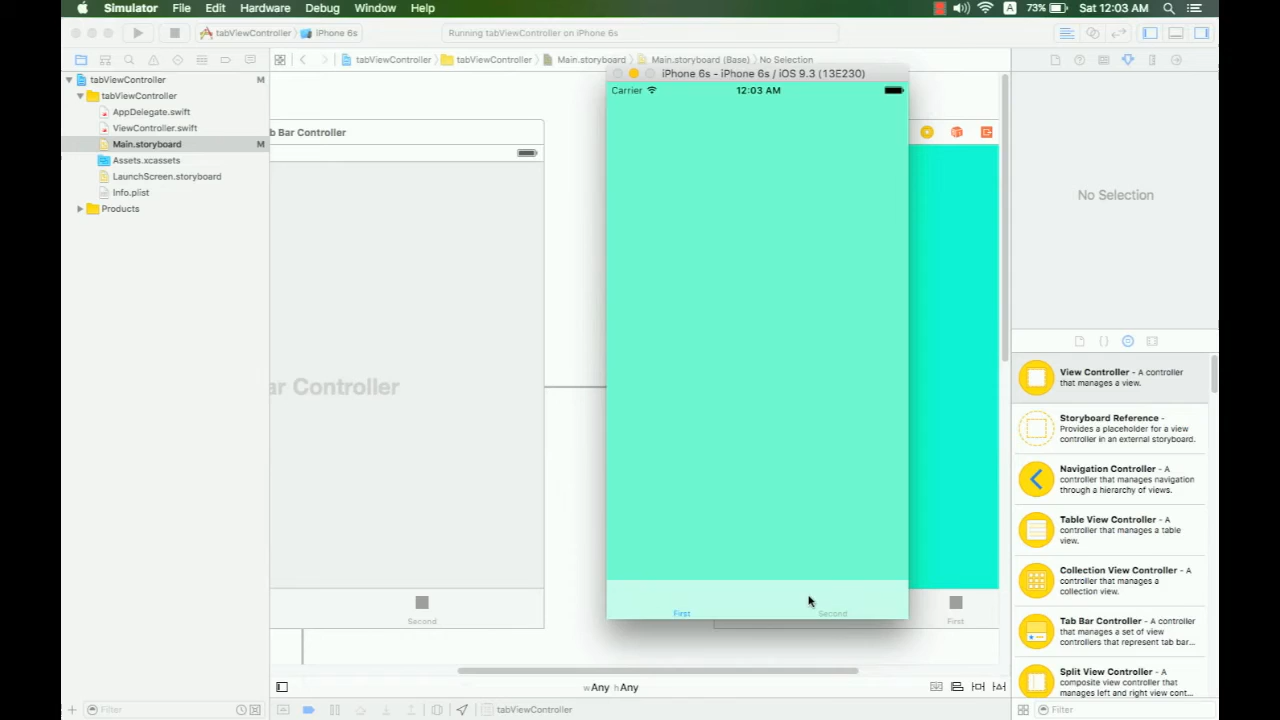 Simulator File Edit Hardware Debug Window Help
A 73% Sat 12:03 AM
tabViewController iPhone 6s
Running tabViewController on iPhone 6s
tabViewController tabViewController Main.storyboard Main.storyboard (Base) No Selection
tabViewController M
tabViewController
AppDelegate.swift
ViewController.swift
Main.storyboard M
Assets.xcassets
LaunchScreen.storyboard
Info.plist
Products
Filter
b Bar Controller
ar Controller
Second
iPhone 6s - iPhone 6s / iOS 9.3 (13E230)
Carrier 12:03 AM
First Second
First
wAny hAny
tabViewController
No Selection
View Controller - A controller
that manages a view.
Storyboard Reference -
Provides a placeholder for a view
controller in an external storyboard.
Navigation Controller - A
controller that manages navigation
through a hierarchy of views.
Table View Controller - A
controller that manages a table
view.
Collection View Controller - A
controller that manages a
collection view.
Tab Bar Controller - A controller
that manages a set of view
controllers that represent tab bar...
Split View Controller - A
composite view controller that
manages left and right view cont...
Filter